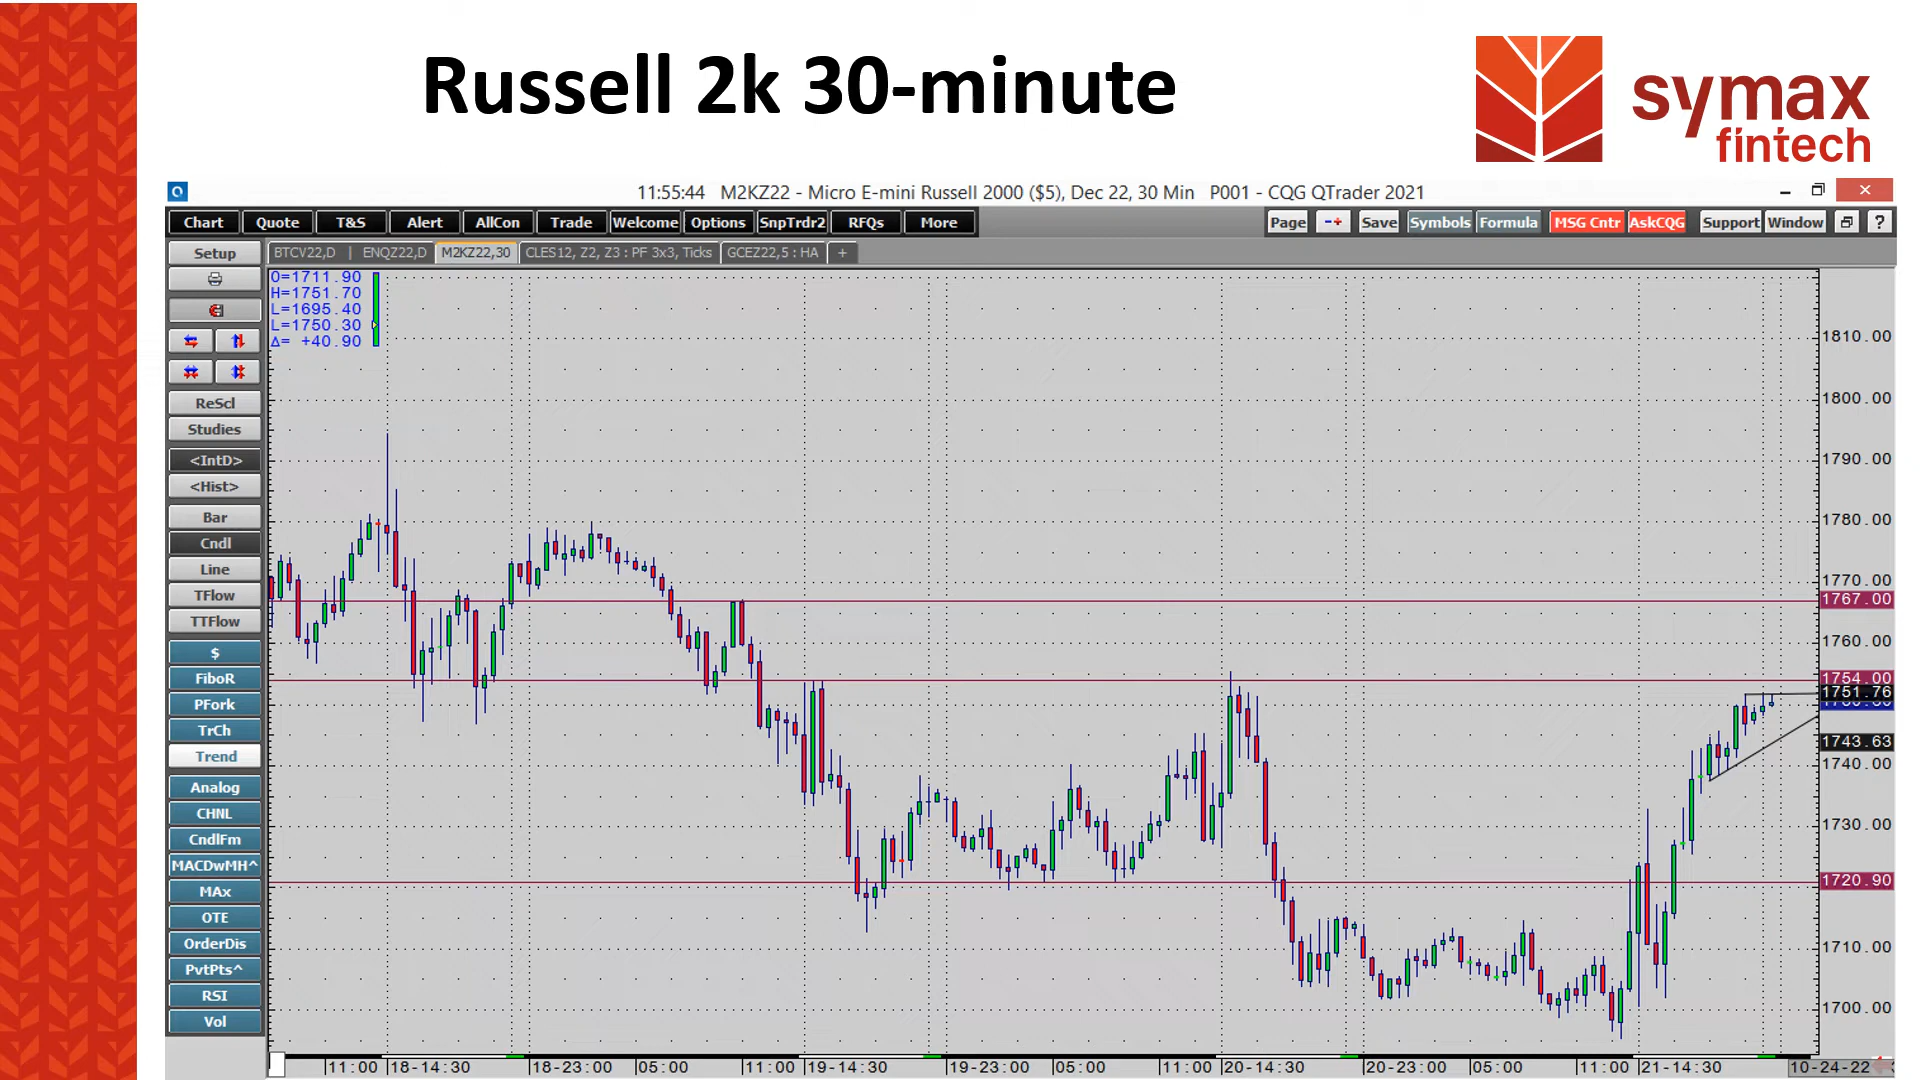 Russell 2k 30-minute
symax
fintech
11:55:44 M2KZ22 - Micro E-mini Russell 2000 ($5), Dec 22, 30 Min P001 - CQG QTrader 2021
Chart Quote T&S Alert AllCon Trade Welcome Options SnpTrdr2 RFQs More Page -+ Save Symbols Formula MSG Cntr AskCQG Support Window ?
Setup BTCV22,D | ENQZ22,D M2KZ22,30 CLES12, Z2, Z3 : PF 3x3, Ticks GCEZ22,5 : HA +
O=1711.90
H=1751.70
L=1695.40
L=1750.30
Δ= +40.90
ReScl
Studies
<IntD>
<Hist>
Bar
Cndl
Line
TFlow
TTFlow
$
FiboR
PFork
TrCh
Trend
Analog
CHNL
CndlFm
MACDwMH^
MAx
OTE
OrderDis
PvtPts^
RSI
Vol
1810.00
1800.00
1790.00
1780.00
1770.00
1767.00
1760.00
1754.00
1751.76
1743.63
1740.00
1730.00
1720.90
1710.00
1700.00
11:00 18-14:30 18-23:00 05:00 11:00 19-14:30 19-23:00 05:00 11:00 20-14:30 20-23:00 05:00 11:00 21-14:30 10-24-22